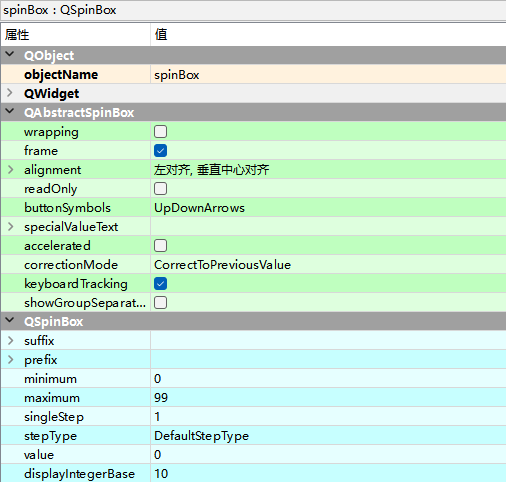 spinBox : QSpinBox
属性 值
QObject
objectName spinBox
QWidget
QAbstractSpinBox
wrapping
frame
alignment 左对齐, 垂直中心对齐
readOnly
buttonSymbols UpDownArrows
specialValueText
accelerated
correctionMode CorrectToPreviousValue
keyboardTracking
showGroupSeparat...
QSpinBox
suffix
prefix
minimum 0
maximum 99
singleStep 1
stepType DefaultStepType
value 0
displayIntegerBase 10